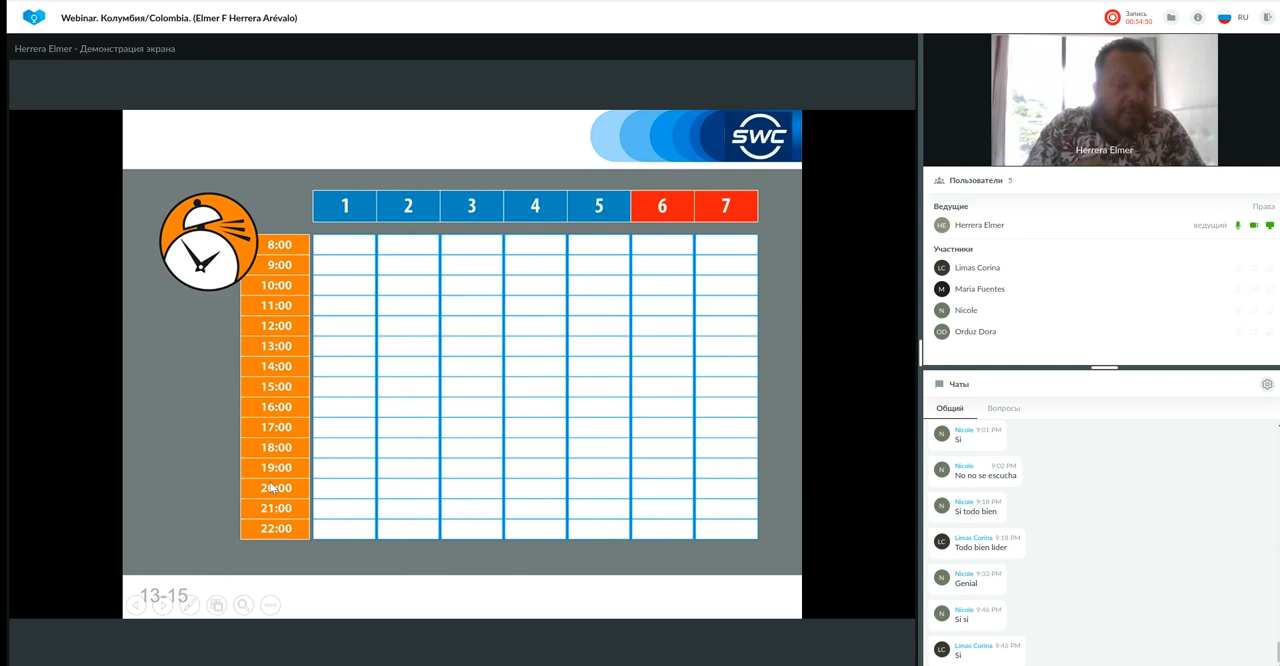 Webinar. Колумбия/Colombia. (Elmer F Herrera Arévalo)
Запись
00:54:50
RU
Herrera Elmer - Демонстрация экрана
SWC
1 2 3 4 5 6 7
8:00
9:00
10:00
11:00
12:00
13:00
14:00
15:00
16:00
17:00
18:00
19:00
20:00
21:00
22:00
13-15
Herrera Elmer
Пользователи 5
Ведущие Права
HE Herrera Elmer ведущий
Участники
LC Limas Corina
M Maria Fuentes
N Nicole
OD Orduz Dora
Чаты
Общий Вопросы
N Nicole 9:01 PM
Si
N Nicole 9:02 PM
No no se escucha
N Nicole 9:18 PM
Si todo bien
LC Limas Corina 9:18 PM
Todo bien líder
N Nicole 9:33 PM
Genial
N Nicole 9:46 PM
Si si
LC Limas Corina 9:46 PM
Si